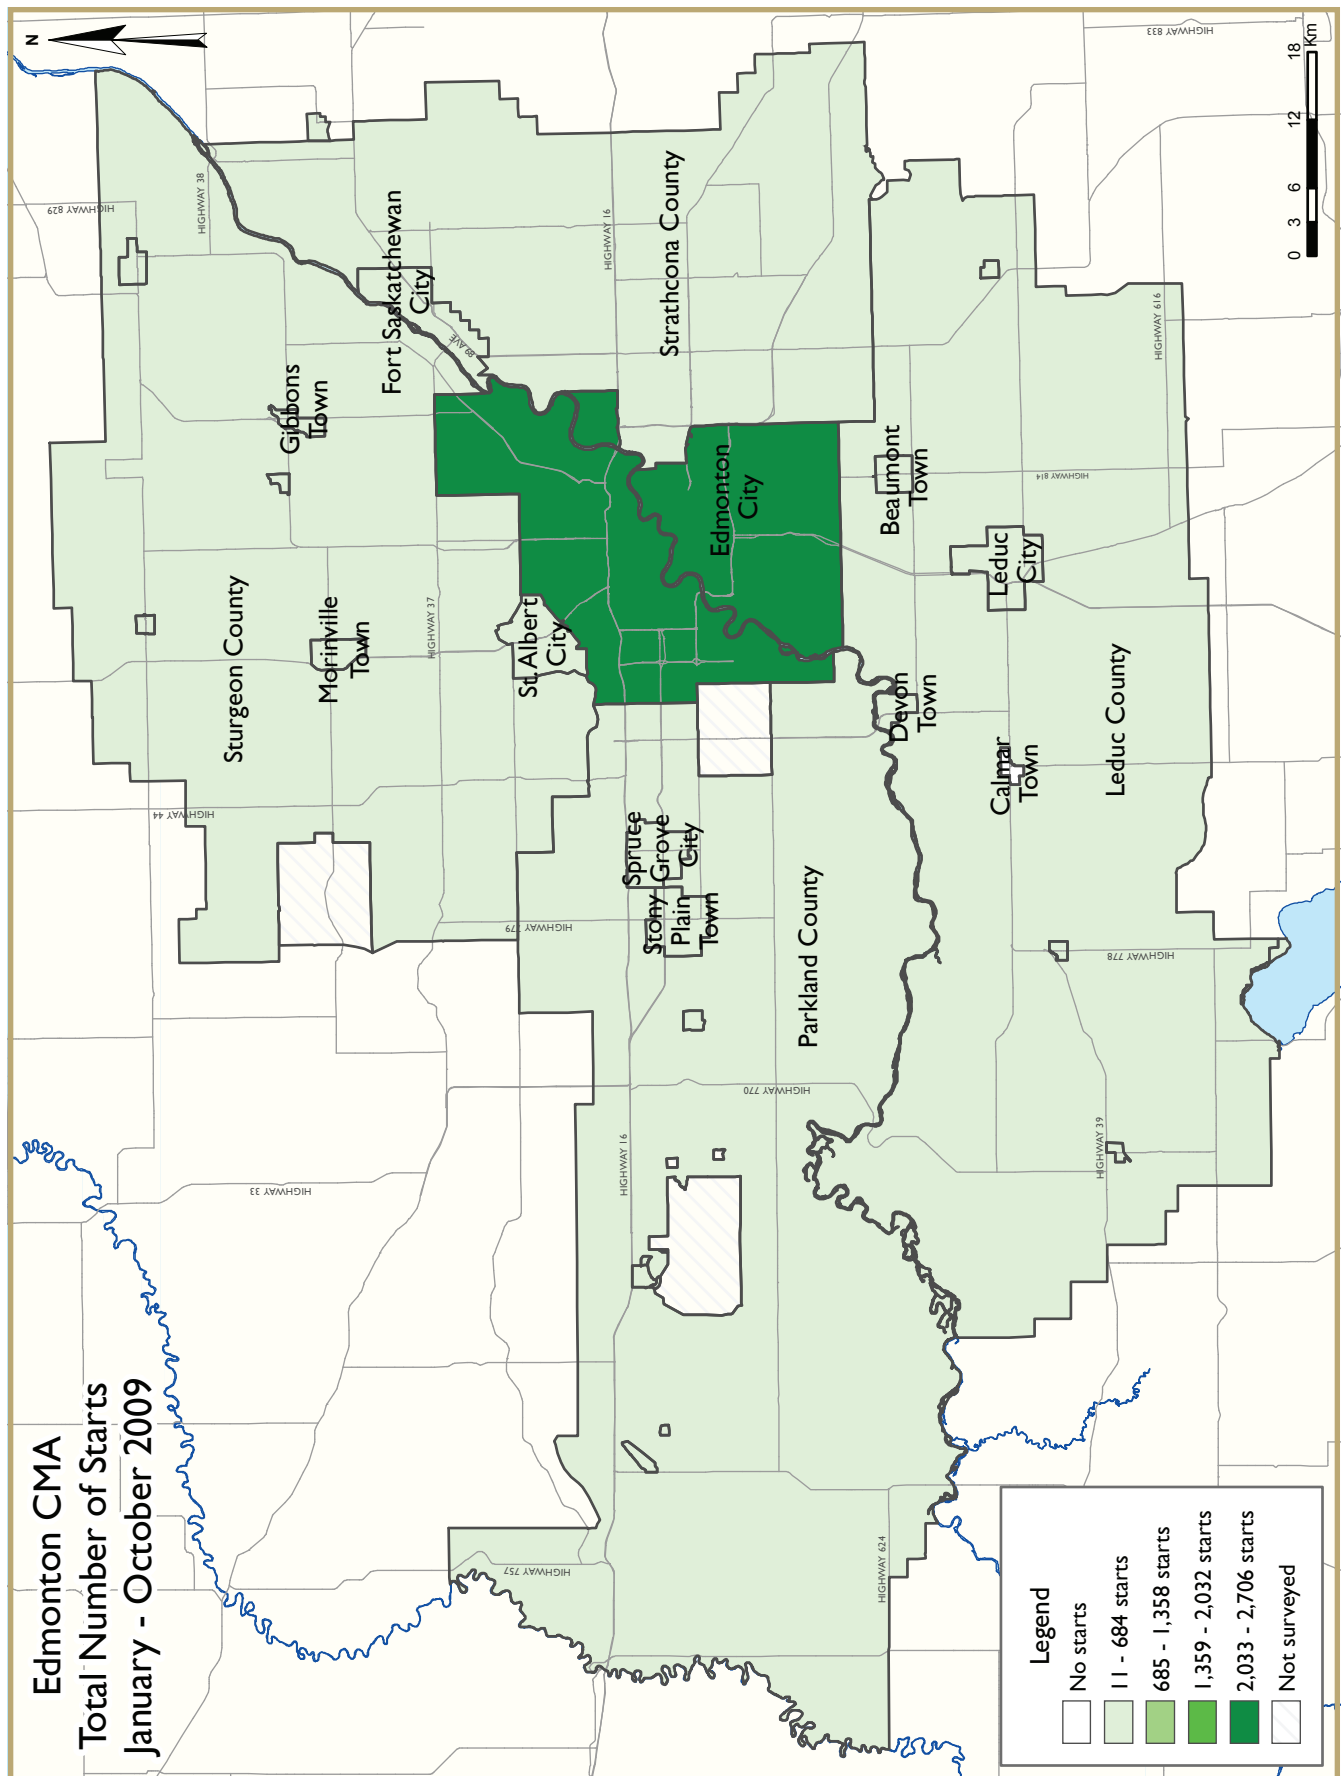 Edmonton CMA
Total Number of Starts
January - October 2009
N
HIGHWAY 829
HIGHWAY 38
HIGHWAY 833
Fort Saskatchewan
City
89 AVE
Gibbons
Town
HIGHWAY 16
Strathcona County
HIGHWAY 616
Sturgeon County
Morinville
Town
HIGHWAY 37
St. Albert
City
Edmonton
City
Beaumont
Town
HIGHWAY 814
Leduc
City
HIGHWAY 44
HIGHWAY 779
Spruce
Grove
City
Stony
Plain
Town
Parkland County
Devon
Town
Calmar
Town
Leduc County
HIGHWAY 778
HIGHWAY 770
HIGHWAY 33
HIGHWAY 16
HIGHWAY 39
HIGHWAY 757
HIGHWAY 624
0 3 6 12 18
Km
Legend
No starts
11 - 684 starts
685 - 1,358 starts
1,359 - 2,032 starts
2,033 - 2,706 starts
Not surveyed